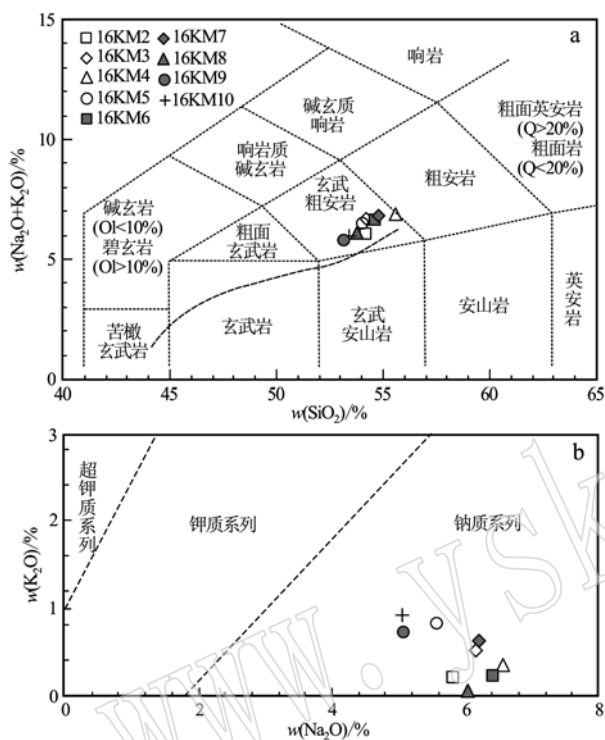 15
10
5
0
w(Na₂O+K₂O)/%
a
16KM2
16KM3
16KM4
16KM5
16KM6
16KM7
16KM8
16KM9
16KM10
响岩
碱玄质
响岩
粗面英安岩
(Q>20%)
粗面岩
(Q<20%)
响岩质
碱玄岩
玄武
粗安岩
粗安岩
碱玄岩
(Ol<10%)
碧玄岩
(Ol>10%)
粗面
玄武岩
苦橄
玄武岩
玄武岩
玄武
安山岩
安山岩
英
安
岩
40
45
50
55
60
65
w(SiO₂)/%
3
2
1
0
w(K₂O)/%
b
超
钾
质
系
列
钾质系列
钠质系列
0
2
4
6
8
w(Na₂O)/%
www.ysk